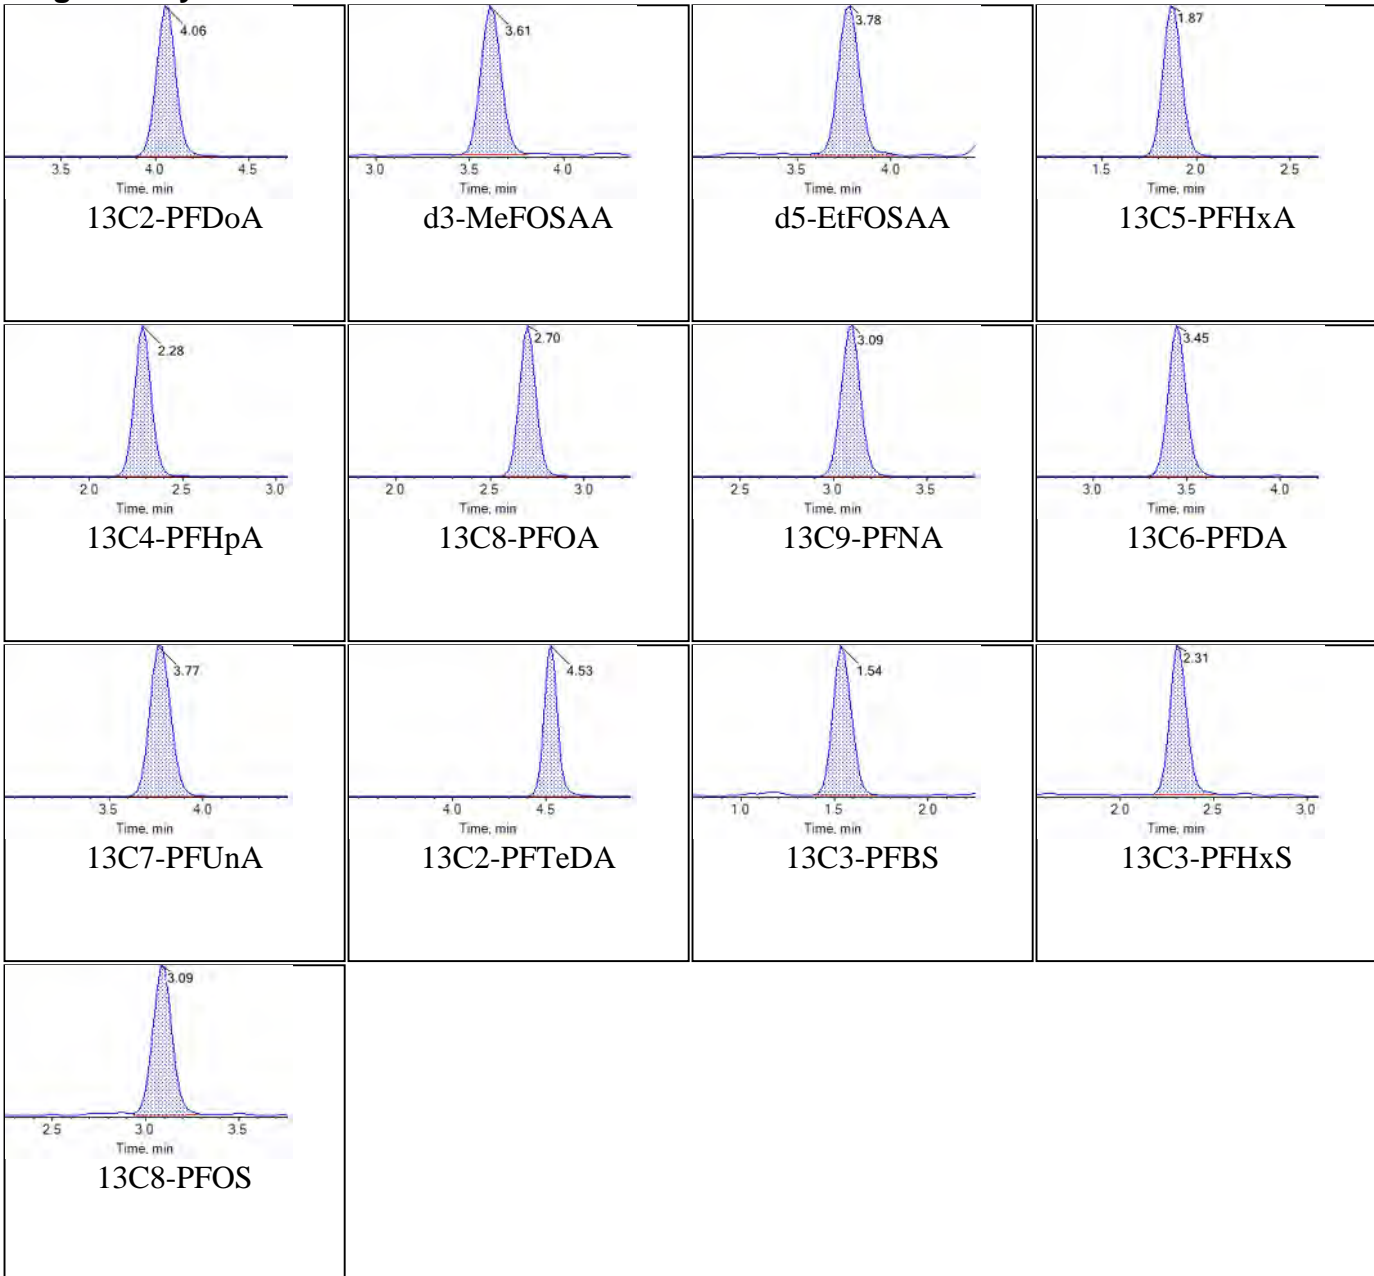 4.06
3.5 4.0 4.5
Time, min
13C2-PFDoA
3.61
3.0 3.5 4.0
Time, min
d3-MeFOSAA
3.78
3.5 4.0
Time, min
d5-EtFOSAA
1.87
1.5 2.0 2.5
Time, min
13C5-PFHxA
2.28
2.0 2.5 3.0
Time, min
13C4-PFHpA
2.70
2.0 2.5 3.0
Time, min
13C8-PFOA
3.09
2.5 3.0 3.5
Time, min
13C9-PFNA
3.45
3.0 3.5 4.0
Time, min
13C6-PFDA
3.77
3.5 4.0
Time, min
13C7-PFUnA
4.53
4.0 4.5
Time, min
13C2-PFTeDA
1.54
1.0 1.5 2.0
Time, min
13C3-PFBS
2.31
2.0 2.5 3.0
Time, min
13C3-PFHxS
3.09
2.5 3.0 3.5
Time, min
13C8-PFOS